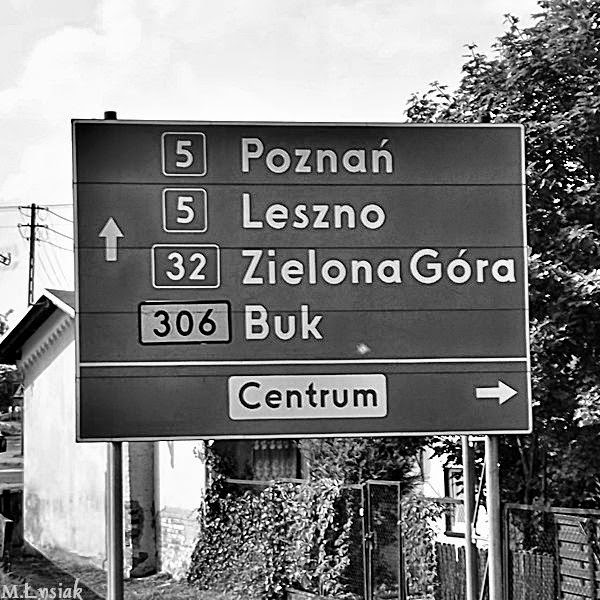 5 Poznań
5 Leszno
32 Zielona Góra
306 Buk
Centrum
M.Łysiak